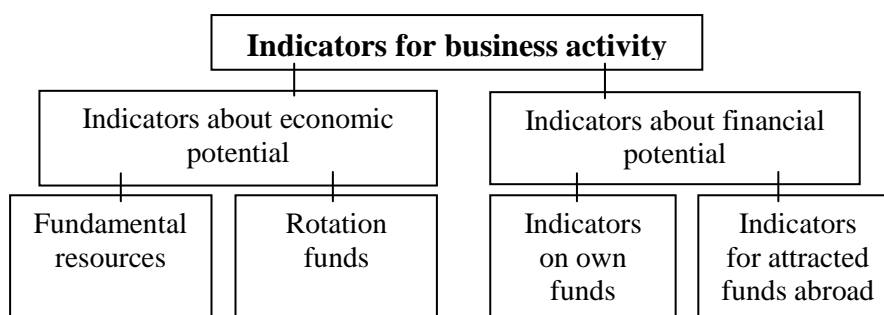 Indicators for business activity
Indicators about economic
potential
Indicators about financial
potential
Fundamental
resources
Rotation
funds
Indicators
on own
funds
Indicators
for attracted
funds abroad